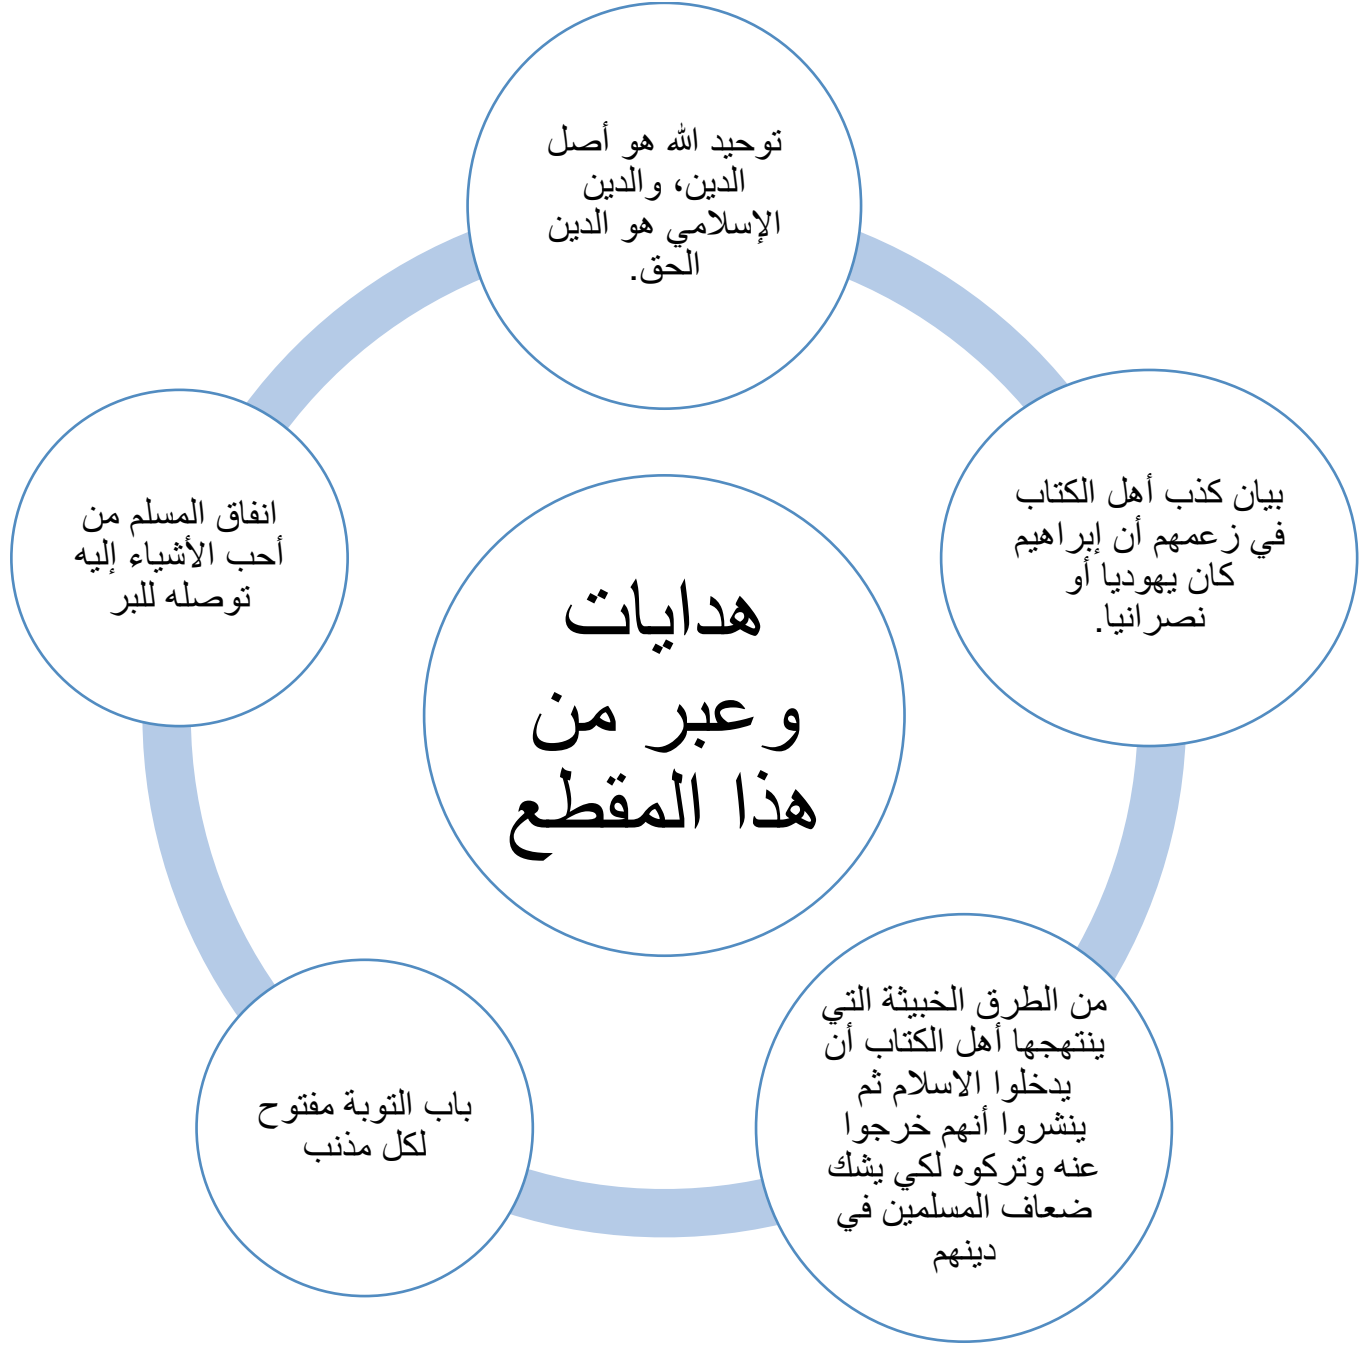 توحيد الله هو أصل
الدين، والدين
الإسلامي هو الدين
الحق.
بيان كذب أهل الكتاب
في زعمهم أن إبراهيم
كان يهوديا أو
نصرانيا.
من الطرق الخبيثة التي
ينتهجها أهل الكتاب أن
يدخلوا الاسلام ثم
ينشروا أنهم خرجوا
عنه وتركوه لكي يشك
ضعاف المسلمين في
دينهم
باب التوبة مفتوح
لكل مذنب
انفاق المسلم من
أحب الأشياء إليه
توصله للبر
هدايات
وعبر من
هذا المقطع